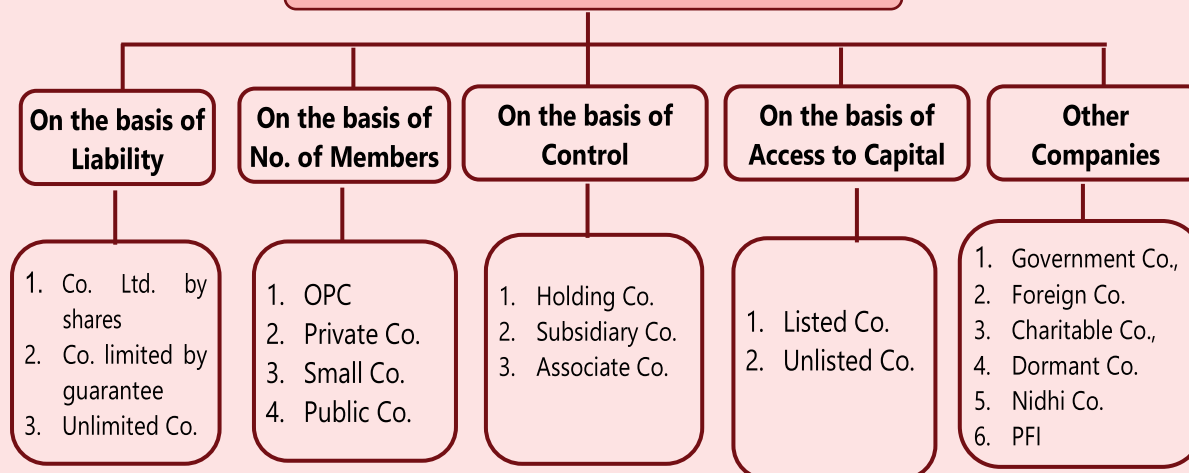 On the basis of
Liability
On the basis of
No. of Members
On the basis of
Control
On the basis of
Access to Capital
Other
Companies
1. Co. Ltd. by
shares
2. Co. limited by
guarantee
3. Unlimited Co.
1. OPC
2. Private Co.
3. Small Co.
4. Public Co.
1. Holding Co.
2. Subsidiary Co.
3. Associate Co.
1. Listed Co.
2. Unlisted Co.
1. Government Co.,
2. Foreign Co.
3. Charitable Co.,
4. Dormant Co.
5. Nidhi Co.
6. PFI